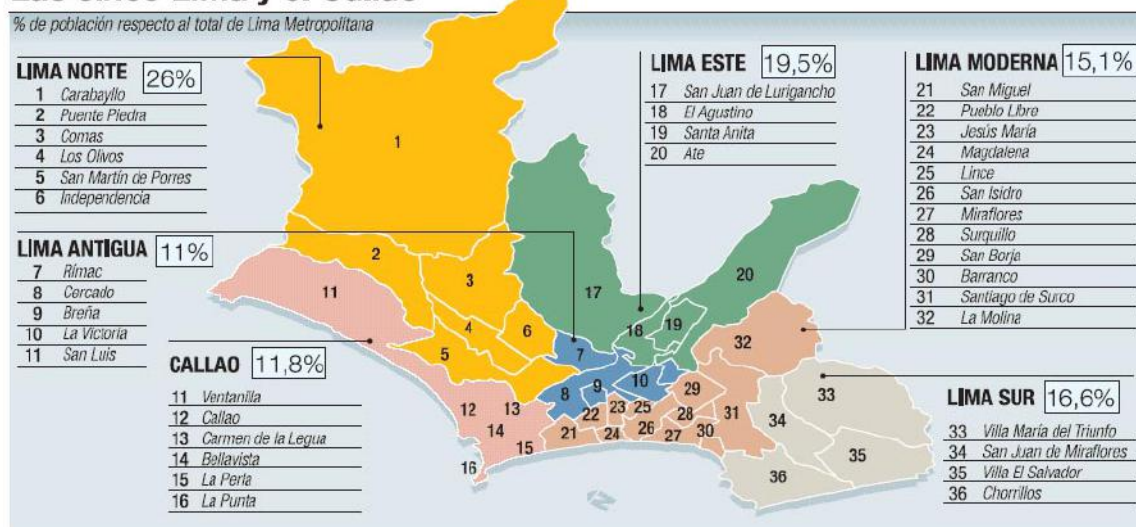 % de población respecto al total de Lima Metropolitana
LIMA NORTE 26%
1 Carabayllo
2 Puente Piedra
3 Comas
4 Los Olivos
5 San Martín de Porres
6 Independencia
LIMA ANTIGUA 11%
7 Rímac
8 Cercado
9 Breña
10 La Victoria
11 San Luis
CALLAO 11,8%
11 Ventanilla
12 Callao
13 Carmen de la Legua
14 Bellavista
15 La Perla
16 La Punta
LIMA ESTE 19,5%
17 San Juan de Lurigancho
18 El Agustino
19 Santa Anita
20 Ate
LIMA MODERNA 15,1%
21 San Miguel
22 Pueblo Libre
23 Jesús María
24 Magdalena
25 Lince
26 San Isidro
27 Miraflores
28 Surquillo
29 San Borja
30 Barranco
31 Santiago de Surco
32 La Molina
LIMA SUR 16,6%
33 Villa María del Triunfo
34 San Juan de Miraflores
35 Villa El Salvador
36 Chorrillos
1
2
3
4
5
6
7
8
9
10
11
12
13
14
15
16
17
18
19
20
21
22
23
24
25
26
27
28
29
30
31
32
33
34
35
36